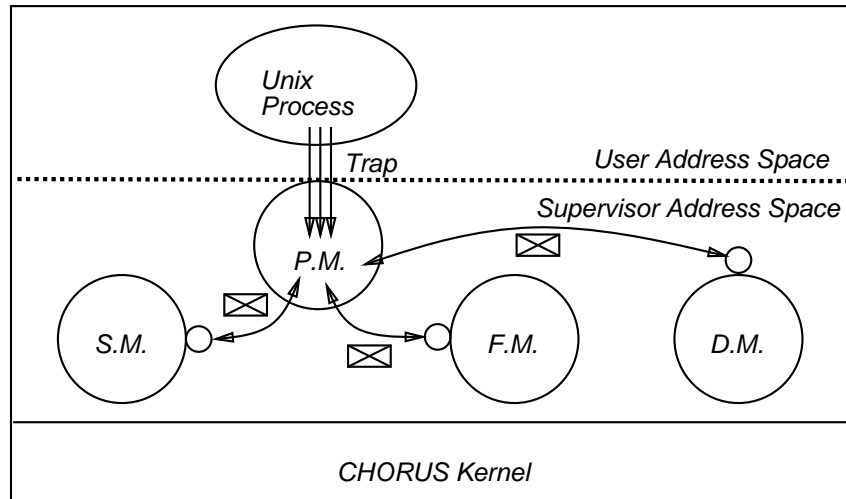 Unix
Process
Trap
User Address Space
Supervisor Address Space
P.M.
S.M.
F.M.
D.M.
CHORUS Kernel